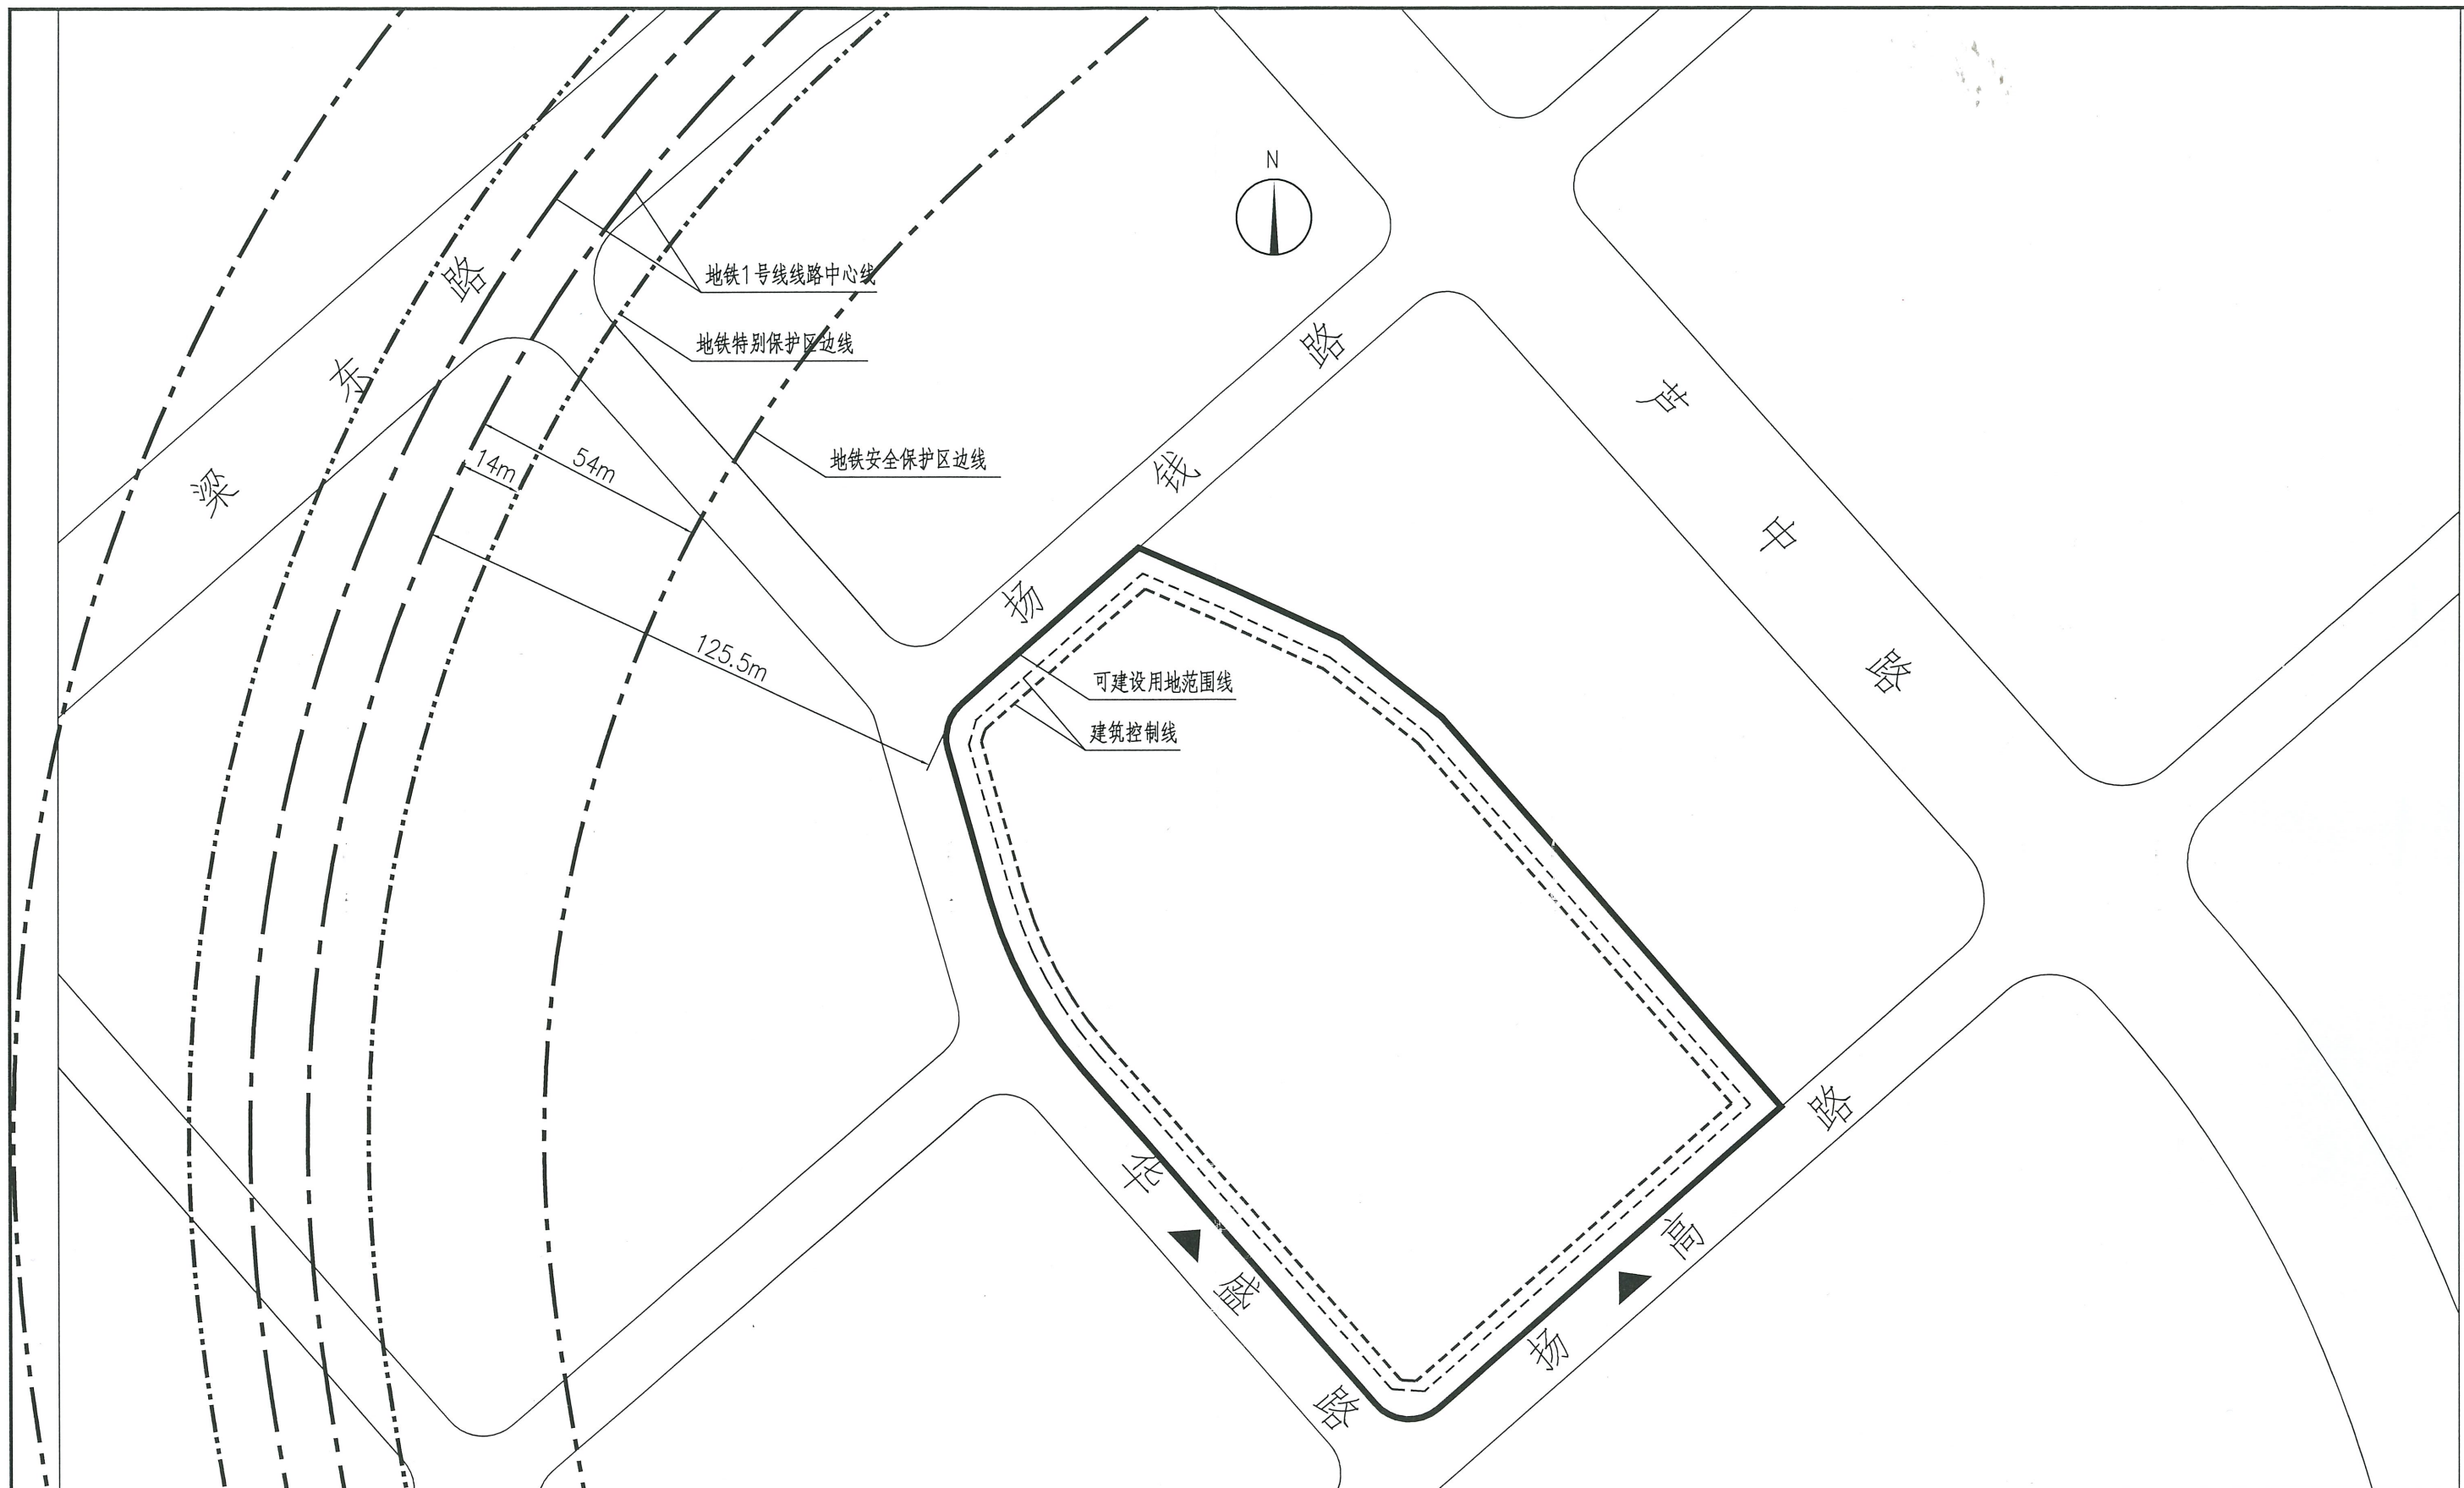 N
地铁1号线线路中心线
地铁特别保护区边线
地铁安全保护区边线
14m
54m
125.5m
可建设用地范围线
建筑控制线
梁东路
扬钱路
芦中路
华盛路
扬高路